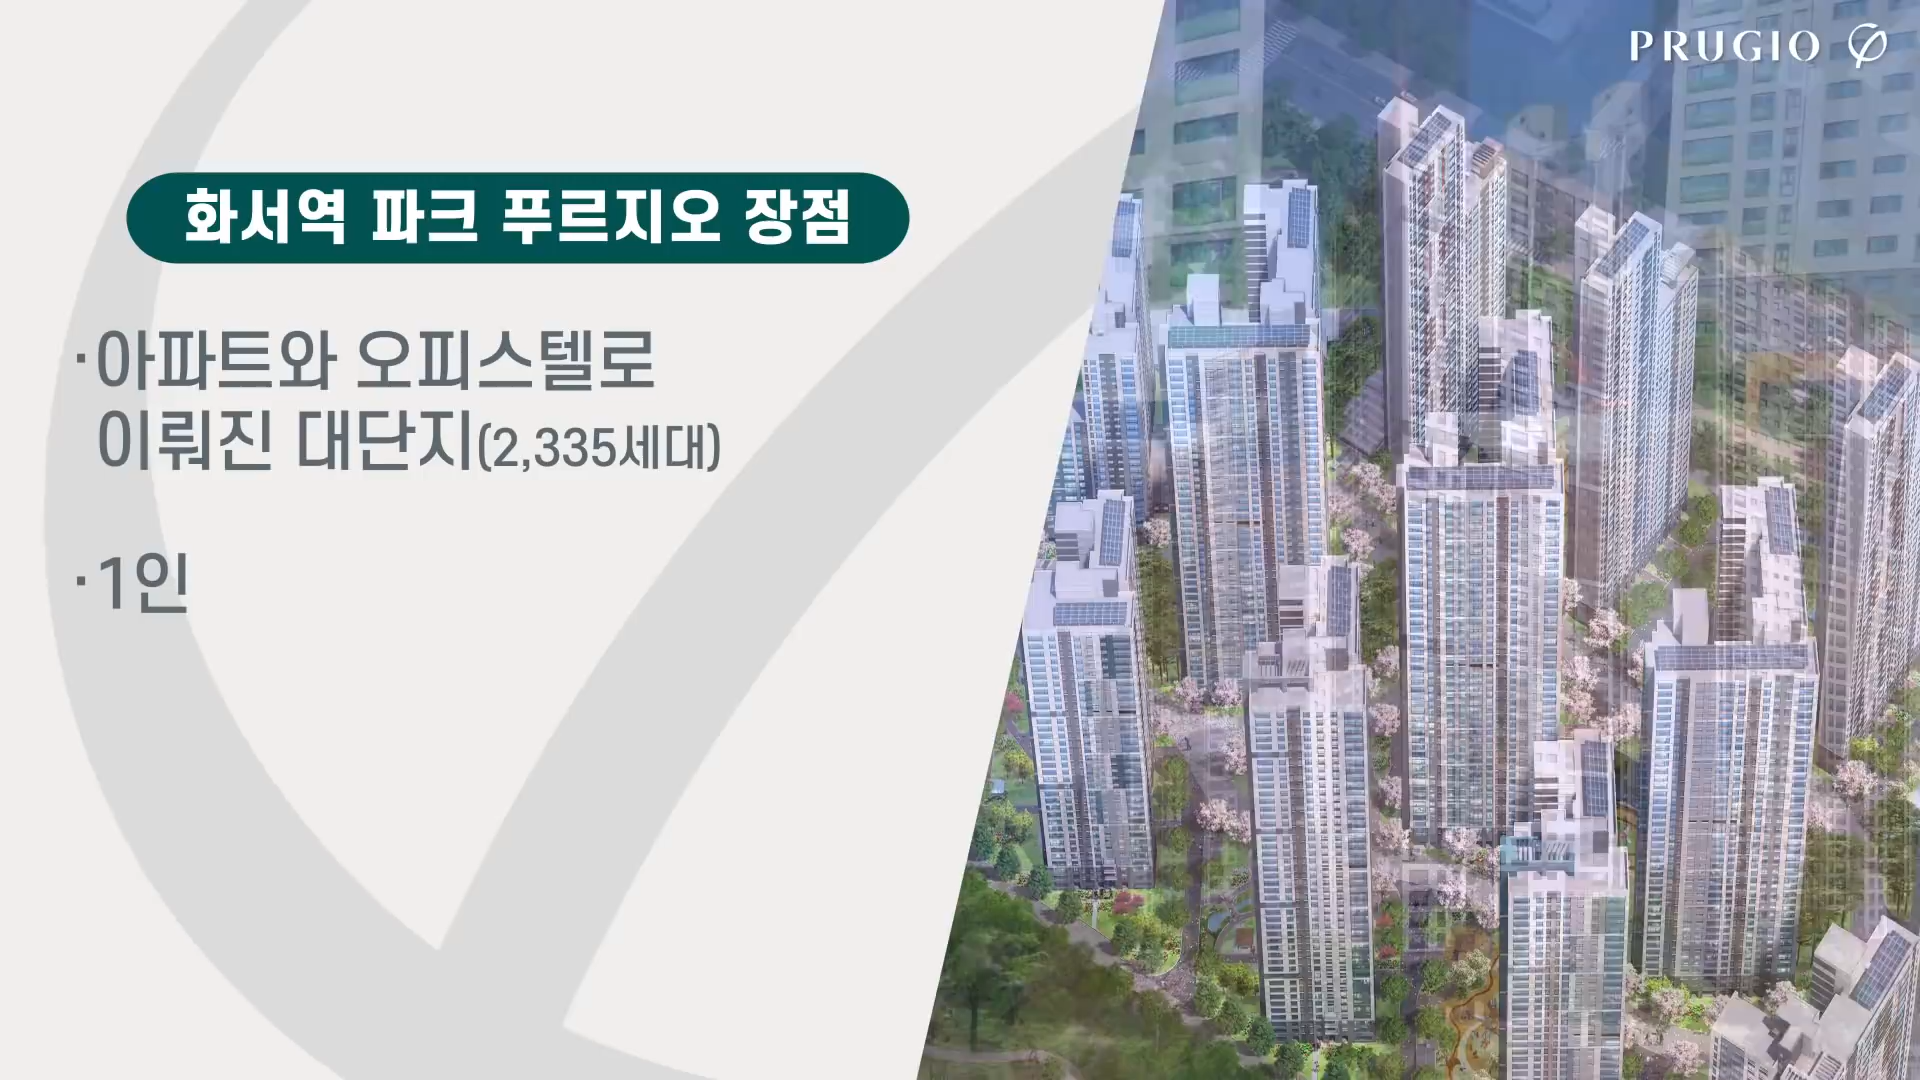 PRUGIO
화서역 파크 푸르지오 장점
·아파트와 오피스텔로
이뤄진 대단지(2,335세대)
·1인